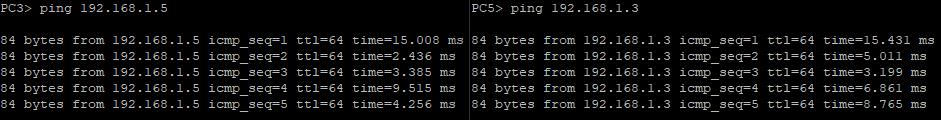 PC3> ping 192.168.1.5
84 bytes from 192.168.1.5 icmp_seq=1 ttl=64 time=15.008 ms
84 bytes from 192.168.1.5 icmp_seq=2 ttl=64 time=2.436 ms
84 bytes from 192.168.1.5 icmp_seq=3 ttl=64 time=3.385 ms
84 bytes from 192.168.1.5 icmp_seq=4 ttl=64 time=9.515 ms
84 bytes from 192.168.1.5 icmp_seq=5 ttl=64 time=4.256 ms
PC5> ping 192.168.1.3
84 bytes from 192.168.1.3 icmp_seq=1 ttl=64 time=15.431 ms
84 bytes from 192.168.1.3 icmp_seq=2 ttl=64 time=5.011 ms
84 bytes from 192.168.1.3 icmp_seq=3 ttl=64 time=3.199 ms
84 bytes from 192.168.1.3 icmp_seq=4 ttl=64 time=6.861 ms
84 bytes from 192.168.1.3 icmp_seq=5 ttl=64 time=8.765 ms